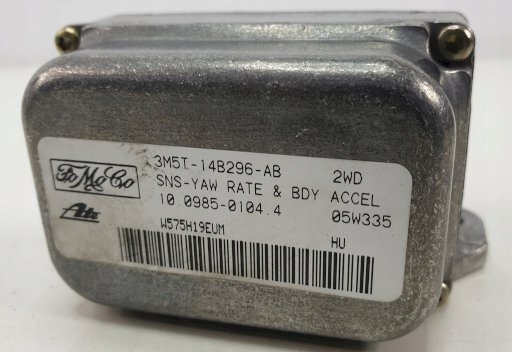 FoMoCo
Ate
3M5T-14B296-AB 2WD
SNS-YAW RATE & BDY ACCEL
10.0985-0104.4 05W335
W575H19EUM HU